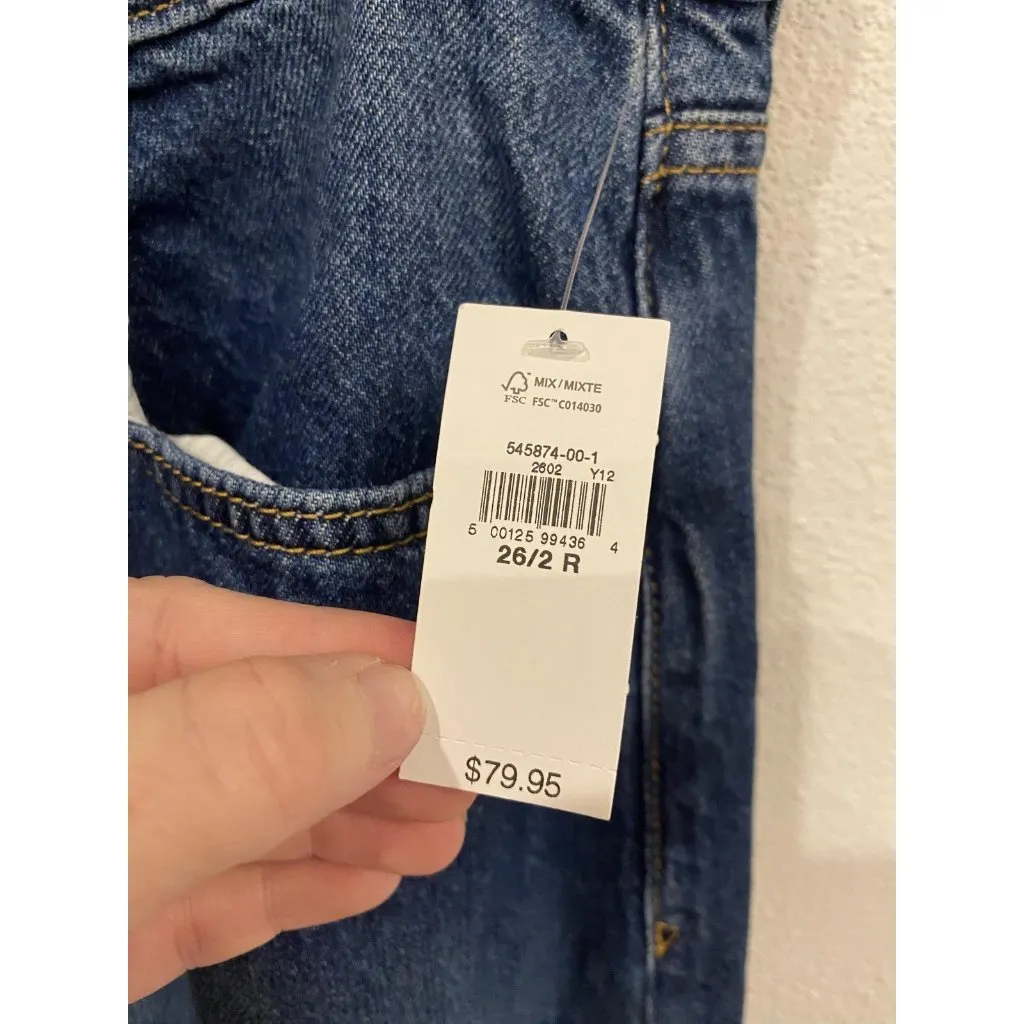 MIX/MIXTE
FSC FSC™ C014030
545874-00-1
2602 Y12
5 00125 99436 4
26/2 R
$79.95